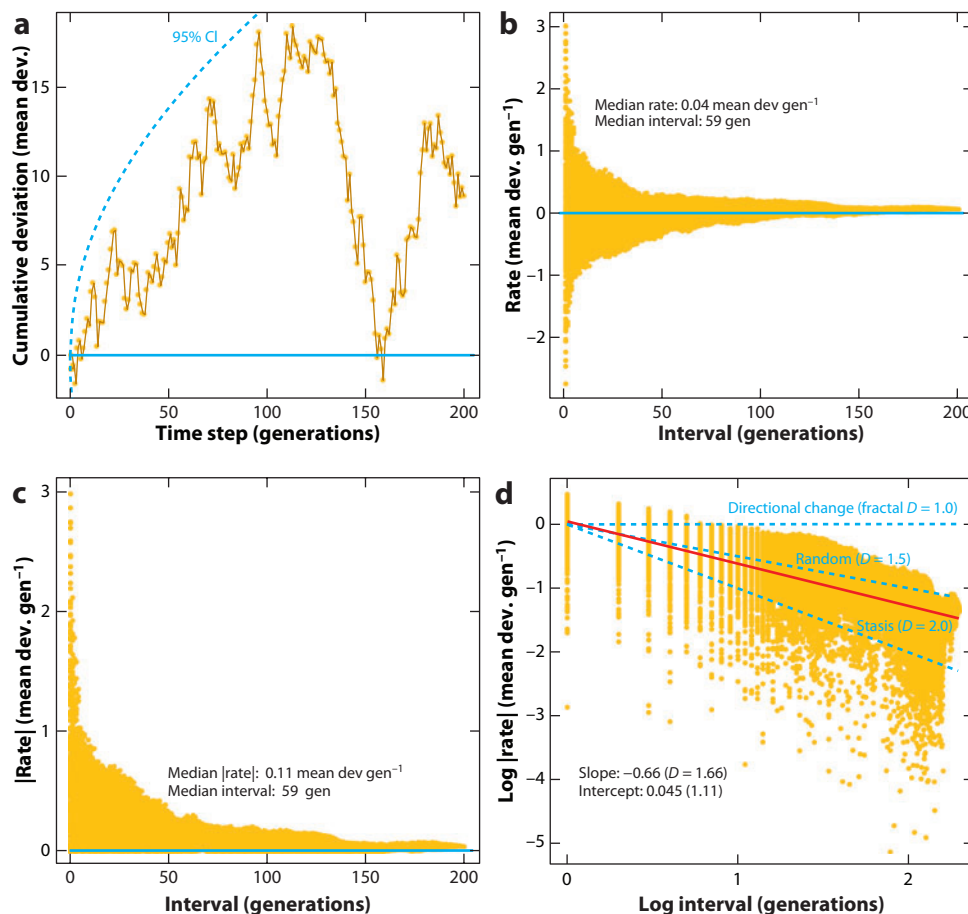 a
95% CI
15
10
5
0
Cumulative deviation (mean dev.)
0
50
100
150
200
Time step (generations)
b
3
2
1
0
−1
−2
Rate (mean dev. gen⁻¹)
Median rate: 0.04 mean dev gen⁻¹
Median interval: 59 gen
0
50
100
150
200
Interval (generations)
c
3
2
1
0
|Rate| (mean dev. gen⁻¹)
Median |rate|: 0.11 mean dev gen⁻¹
Median interval: 59 gen
0
50
100
150
200
Interval (generations)
d
0
−1
−2
−3
−4
−5
Log |rate| (mean dev. gen⁻¹)
Directional change (fractal D = 1.0)
Random (D = 1.5)
Stasis (D = 2.0)
Slope: −0.66 (D = 1.66)
Intercept: 0.045 (1.11)
0
1
2
Log interval (generations)